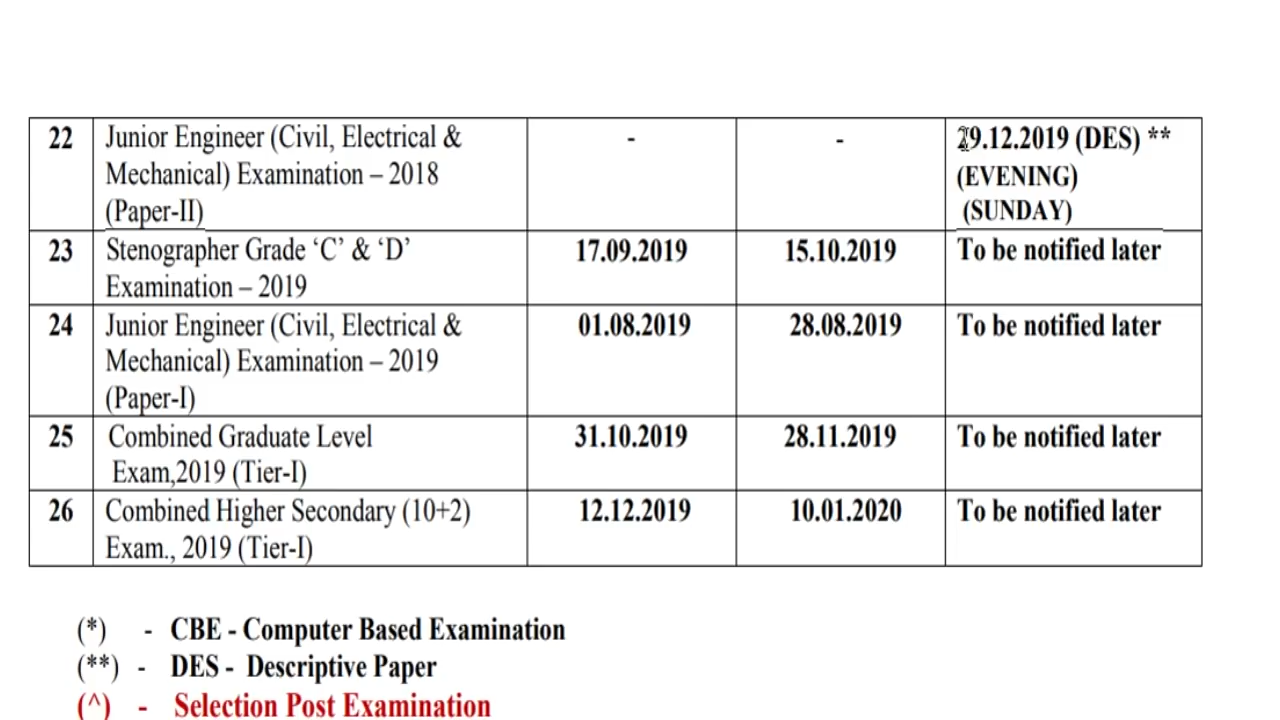 22 Junior Engineer (Civil, Electrical & - - 29.12.2019 (DES) **
Mechanical) Examination – 2018 (EVENING)
(Paper-II) (SUNDAY)
23 Stenographer Grade ‘C’ & ‘D’ 17.09.2019 15.10.2019 To be notified later
Examination – 2019
24 Junior Engineer (Civil, Electrical & 01.08.2019 28.08.2019 To be notified later
Mechanical) Examination – 2019
(Paper-I)
25 Combined Graduate Level 31.10.2019 28.11.2019 To be notified later
Exam,2019 (Tier-I)
26 Combined Higher Secondary (10+2) 12.12.2019 10.01.2020 To be notified later
Exam., 2019 (Tier-I)
(*) - CBE - Computer Based Examination
(**) - DES - Descriptive Paper
(^) - Selection Post Examination